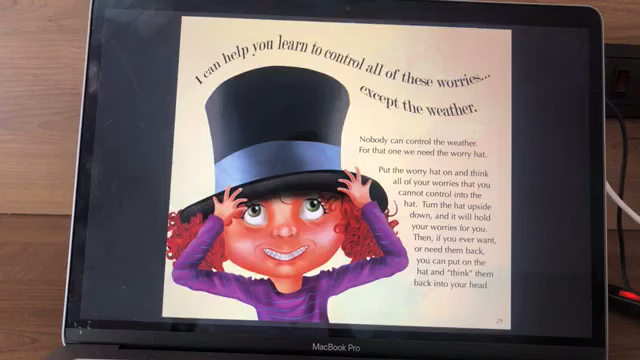 I can help you learn to control all of these worries...
except the weather.
Nobody can control the weather.
For that one we need the worry hat.
Put the worry hat on and think
all of your worries that you
cannot control into the
hat. Turn the hat upside
down, and it will hold
your worries for you.
Then, if you ever want,
or need them back,
you can put on the
hat and "think" them
back into your head.
29
MacBook Pro